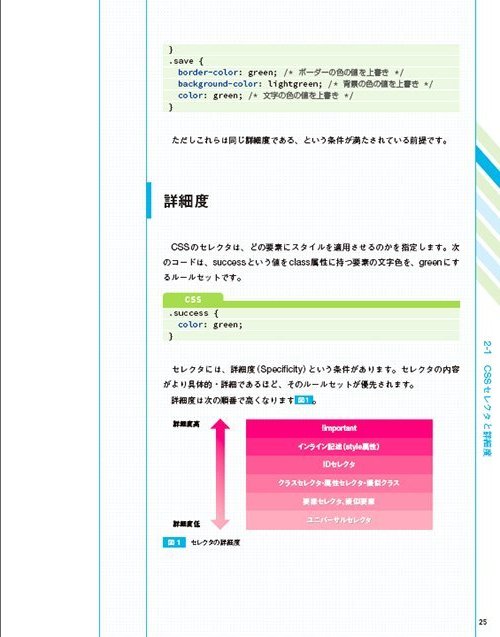 }
.save {
border-color: green; /* ボーダーの色の値を上書き */
background-color: lightgreen; /* 背景の色の値を上書き */
color: green; /* 文字の色の値を上書き */
}
ただしこれらは同じ詳細度である、という条件が満たされている前提です。
詳細度
CSSのセレクタは、どの要素にスタイルを適用させるのかを指定します。次
のコードは、successという値をclass属性に持つ要素の文字色を、greenにす
るルールセットです。
CSS
.success {
color: green;
}
セレクタには、詳細度(Specificity)という条件があります。セレクタの内容
がより具体的・詳細であるほど、そのルールセットが優先されます。
詳細度は次の順番で高くなります図1。
詳細度高
!important
インライン記述(style属性)
IDセレクタ
クラスセレクタ・属性セレクタ・擬似クラス
要素セレクタ、擬似要素
ユニバーサルセレクタ
詳細度低
図1 セレクタの詳細度
2-1 CSSセレクタと詳細度
25